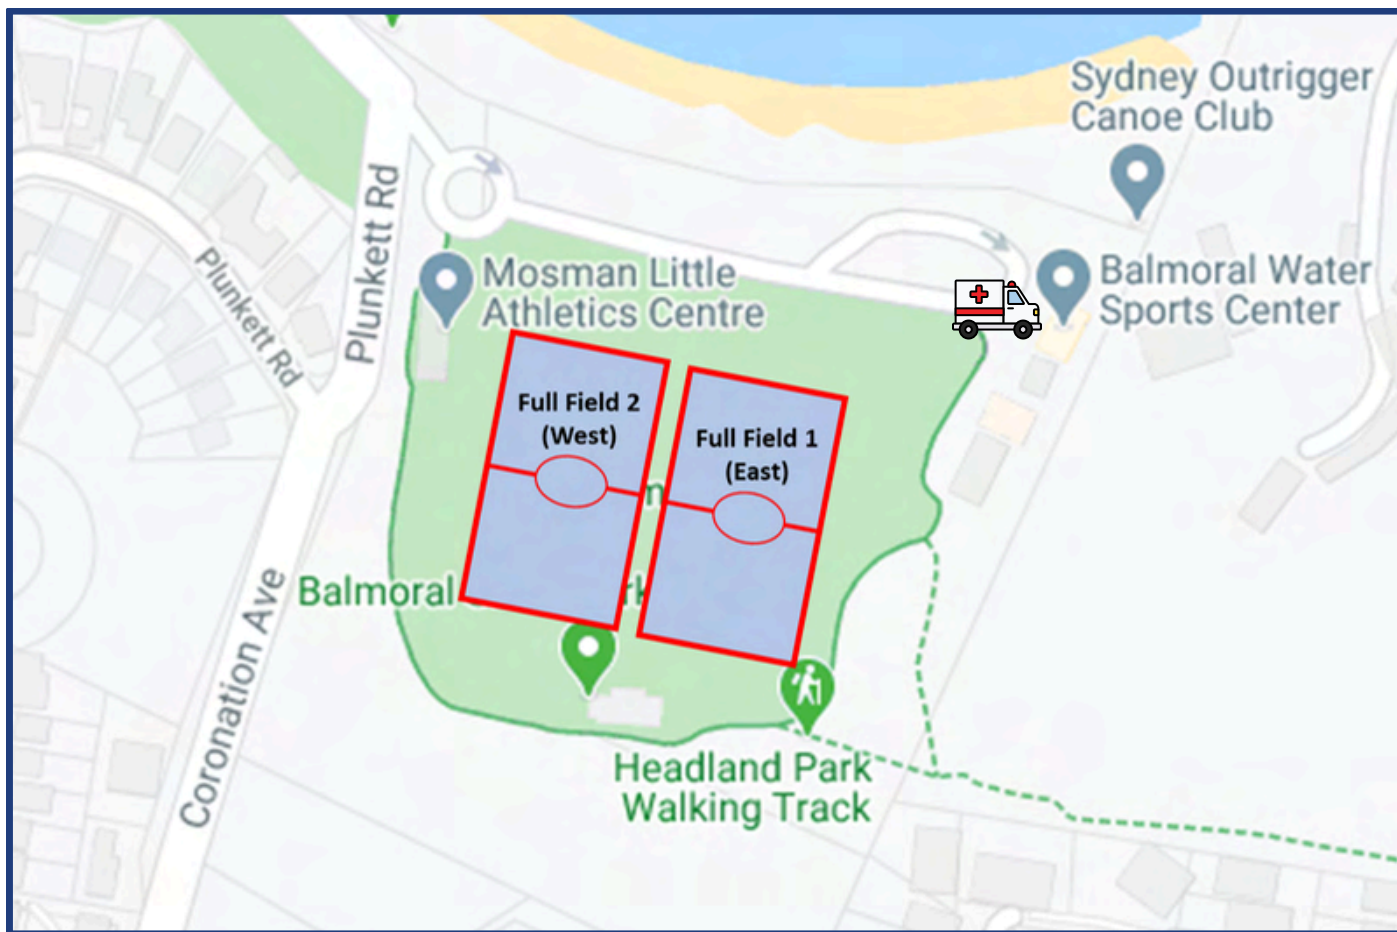 Sydney Outrigger
Canoe Club
Plunkett Rd
Plunkett Rd
Mosman Little
Athletics Centre
Balmoral Water
Sports Center
Full Field 2
(West)
Full Field 1
(East)
Balmoral
Coronation Ave
Headland Park
Walking Track